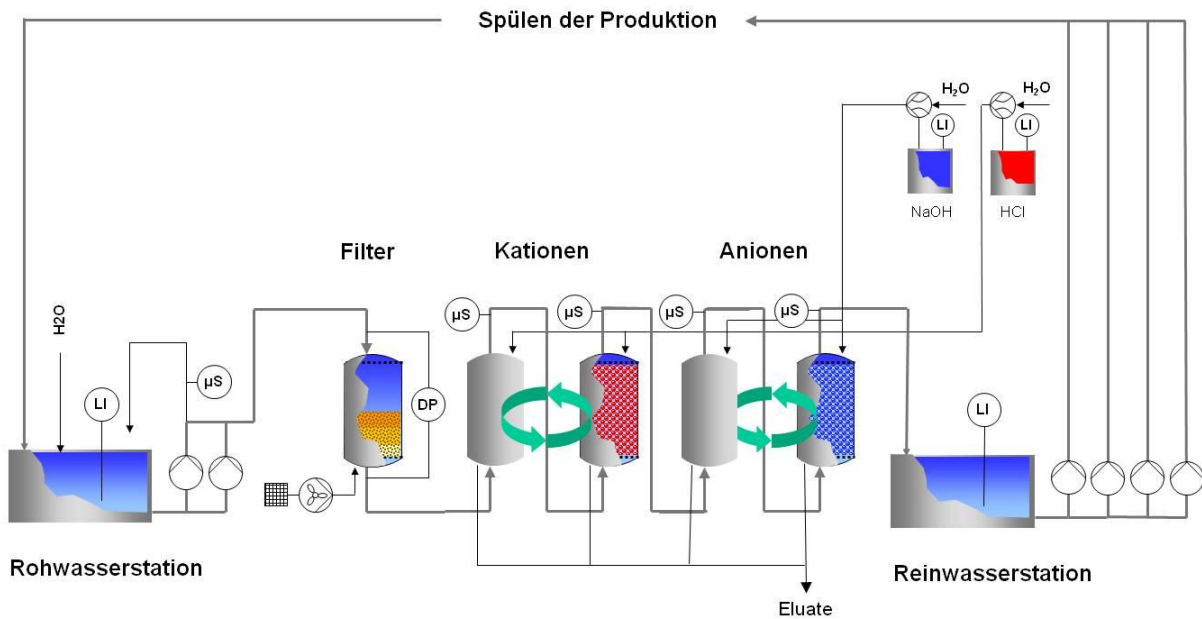 Spülen der Produktion
H₂O
H₂O
LI
LI
NaOH
HCl
Filter
Kationen
Anionen
H2O
µS
µS
µS
µS
µS
LI
DP
LI
Rohwasserstation
Reinwasserstation
Eluate